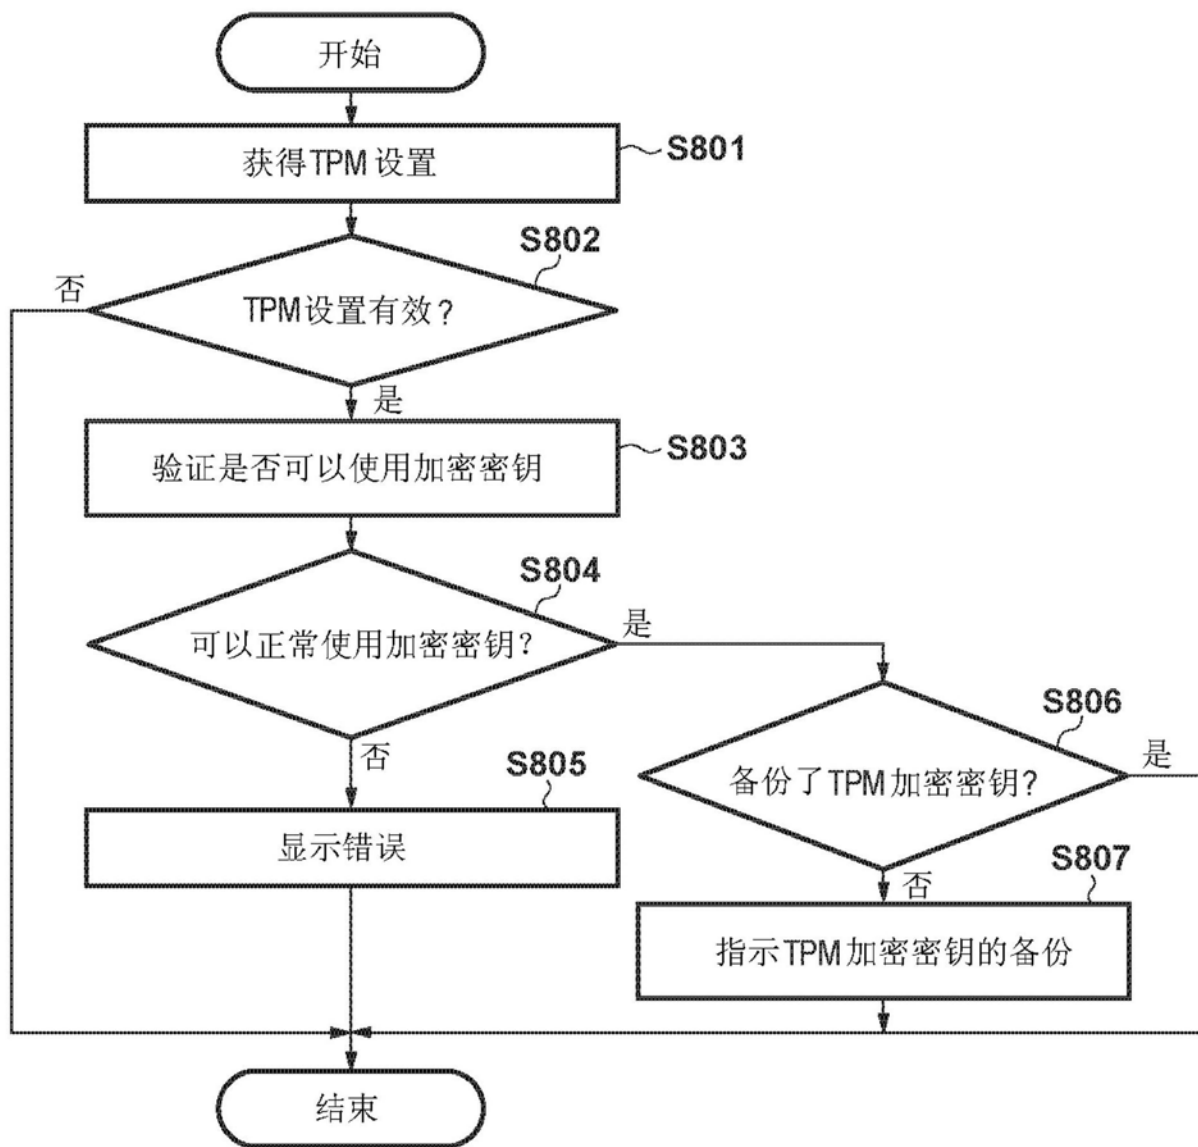 开始
获得TPM 设置
S801
S802
否
TPM设置有效?
是
验证是否可以使用加密密钥
S803
S804
可以正常使用加密密钥?
是
S806
备份了TPM加密密钥?
是
否
S805
显示错误
S807
否
指示TPM加密密钥的备份
结束